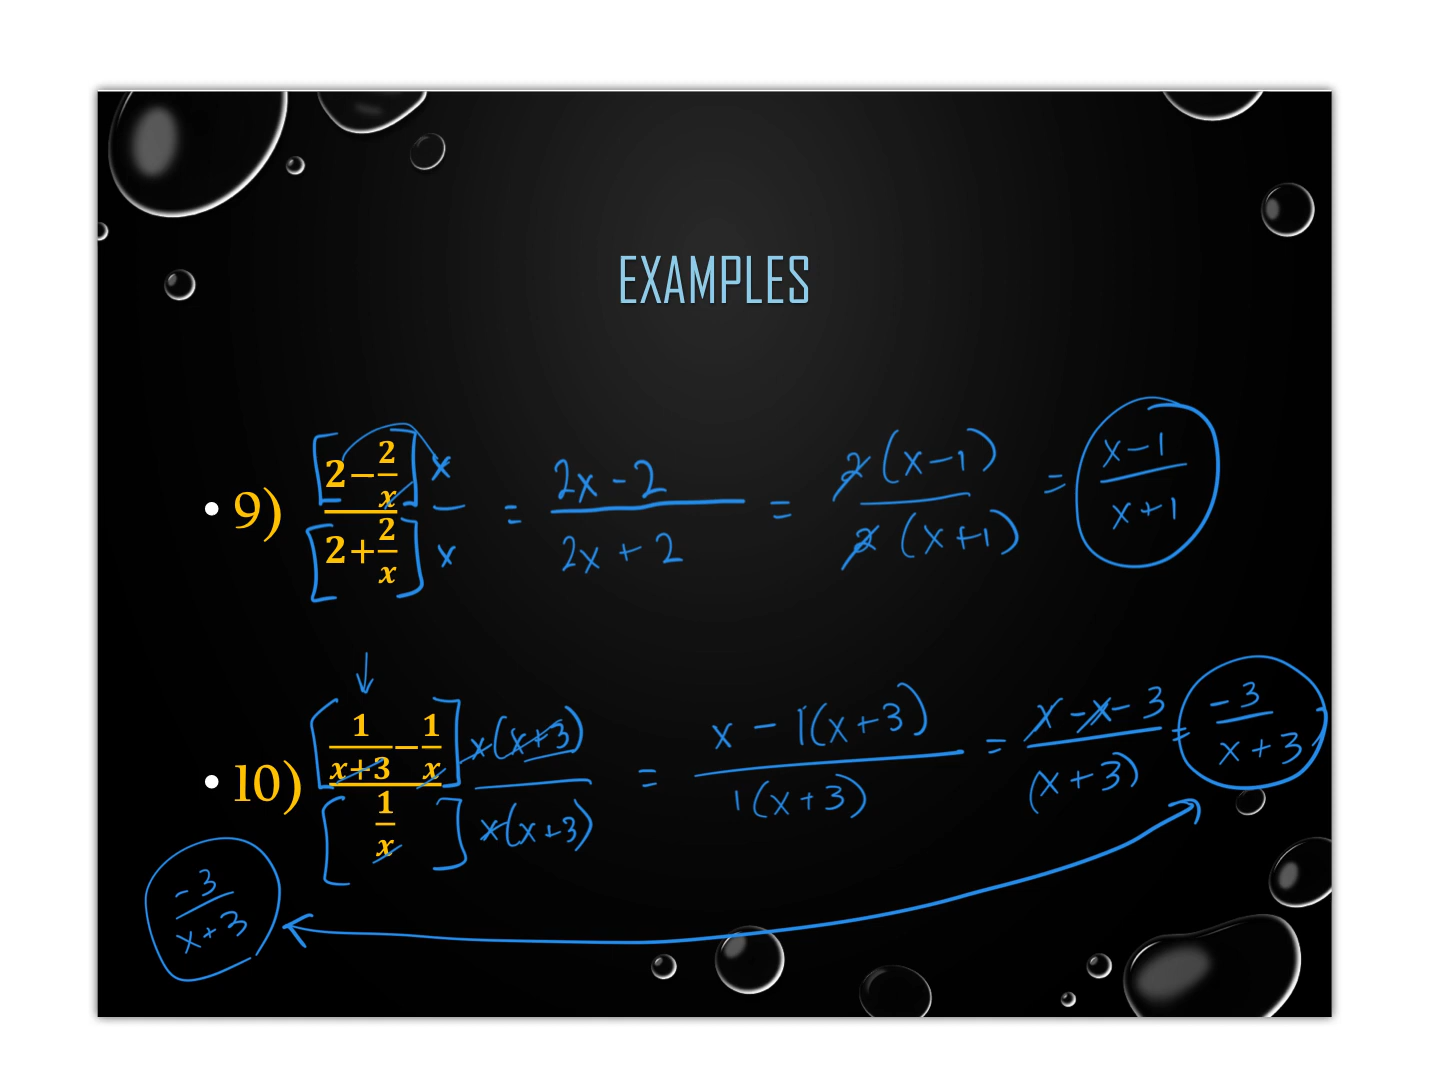 EXAMPLES
• 9) [2 − 2/x] / [2 + 2/x] x/x = (2x − 2)/(2x + 2) = 2(x−1)/2(x+1) = (x−1)/(x+1)
• 10) [1/(x+3) − 1/x] / [1/x] x(x+3)/x(x+3) = (x − 1(x+3))/1(x+3) = (x − x − 3)/(x+3) = −3/(x+3)
−3/(x+3)